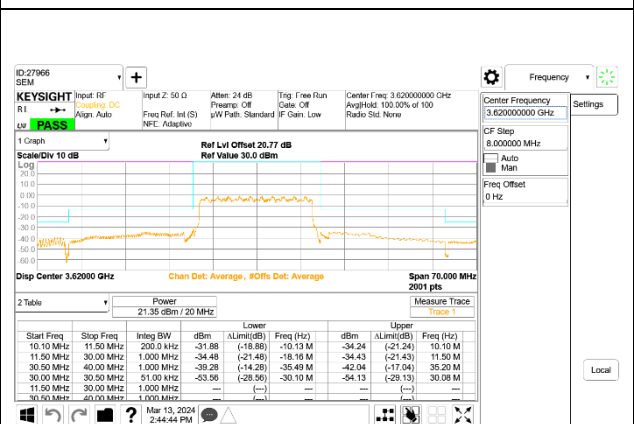 ID:27966
SEM
Frequency
KEYSIGHT
Input: RF
Coupling: DC
Align: Auto
Input Z: 50 Ω
Freq Ref: Int (S)
NFE: Adaptive
Atten: 24 dB
Preamp: Off
µW Path: Standard
Trig: Free Run
Gate: Off
IF Gain: Low
Center Freq: 3.620000000 GHz
Avg|Hold: 100.00% of 100
Radio Std: None
PASS
Center Frequency
3.620000000 GHz
Settings
CF Step
8.000000 MHz
Auto
Man
Freq Offset
0 Hz
1 Graph
Ref Lvl Offset 20.77 dB
Scale/Div 10 dB
Ref Value 30.0 dBm
Log
20.0
10.0
0.00
-10.0
-20.0
-30.0
-40.0
-50.0
-60.0
Disp Center 3.62000 GHz
Chan Det: Average, #Offs Det: Average
Span 70.000 MHz
2001 pts
2 Table
Power
21.35 dBm / 20 MHz
Measure Trace
Trace 1
Lower Upper
Start Freq Stop Freq Integ BW dBm ΔLimit(dB) Freq (Hz) dBm ΔLimit(dB) Freq (Hz)
10.10 MHz 11.50 MHz 200.0 kHz -31.88 (-18.88) -10.13 M -34.24 (-21.24) 10.10 M
11.50 MHz 30.00 MHz 1.000 MHz -34.48 (-21.48) -18.16 M -34.43 (-21.43) 11.50 M
30.50 MHz 40.00 MHz 1.000 MHz -39.28 (-14.28) -35.49 M -42.04 (-17.04) 35.20 M
30.00 MHz 30.50 MHz 51.00 kHz -53.56 (-28.56) -30.10 M -54.13 (-29.13) 30.08 M
11.50 MHz 30.00 MHz 1.000 MHz --- (---) --- --- (---) ---
30.50 MHz 40.00 MHz 1.000 MHz --- (---) --- --- (---) ---
Local
Mar 13, 2024
2:44:44 PM